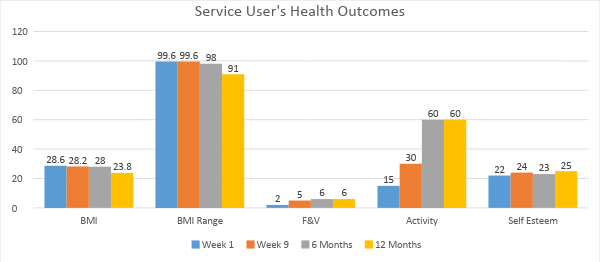 Service User's Health Outcomes
120
100
80
60
40
20
0
28.6 28.2 28 23.8
99.6 99.6 98 91
2 5 6 6
15 30 60 60
22 24 23 25
BMI BMI Range F&V Activity Self Esteem
Week 1 Week 9 6 Months 12 Months